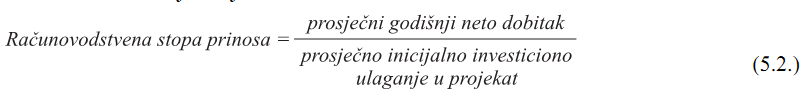 prosječni godišnji neto dobitak
Računovodstvena stopa prinosa =
prosječno inicijalno investiciono
ulaganje u projekat
(5.2.)